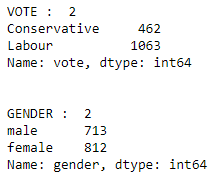 VOTE :  2
Conservative     462
Labour          1063
Name: vote, dtype: int64
GENDER :  2
male      713
female    812
Name: gender, dtype: int64